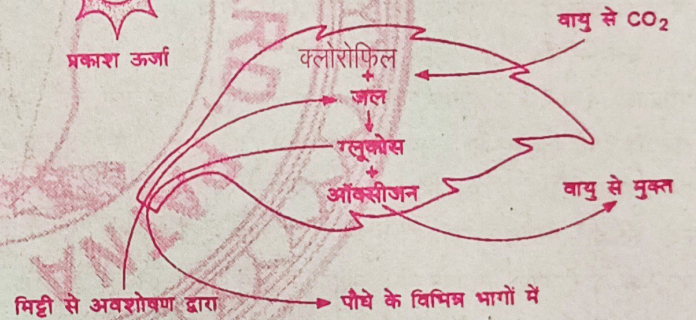 वायु से CO₂
प्रकाश ऊर्जा
क्लोरोफिल
+
जल
↓
ग्लूकोस
+
ऑक्सीजन
वायु से मुक्त
मिट्टी से अवशोषण द्वारा
पौधे के विभिन्न भागों में